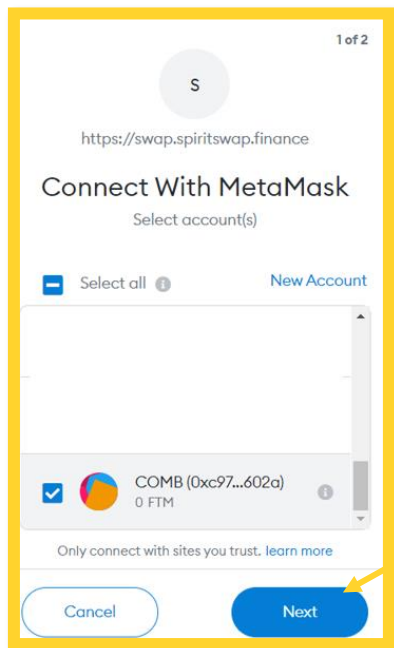 1 of 2
S
https://swap.spiritswap.finance
Connect With MetaMask
Select account(s)
Select all New Account
COMB (0xc97...602a)
0 FTM
Only connect with sites you trust. learn more
Cancel Next